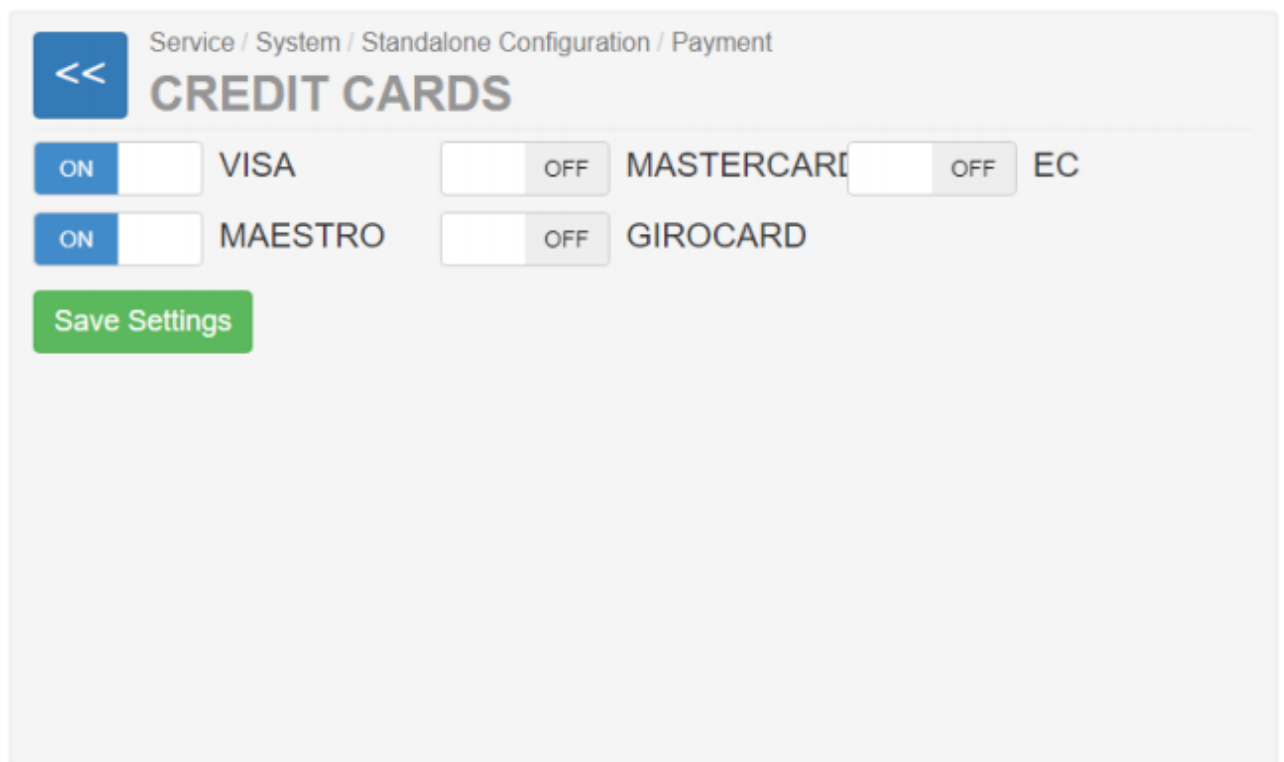 <<
Service / System / Standalone Configuration / Payment
CREDIT CARDS
ON VISA OFF MASTERCARD OFF EC
ON MAESTRO OFF GIROCARD
Save Settings